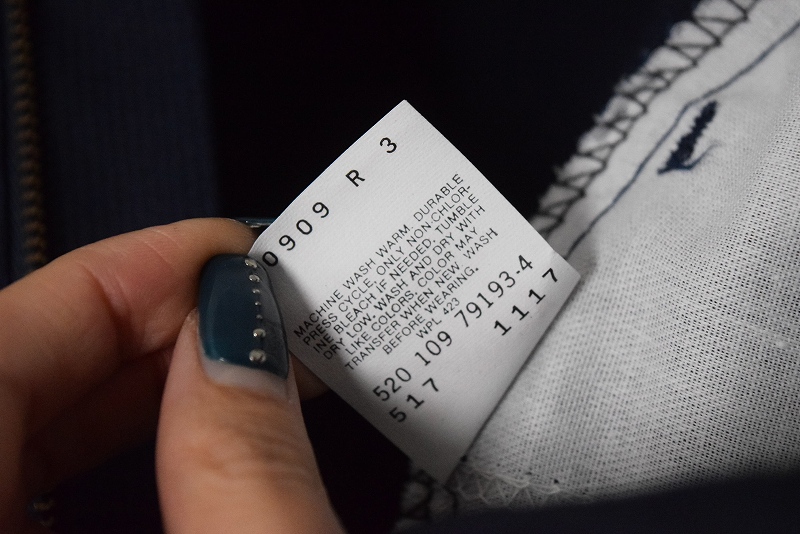 0909 R 3
MACHINE WASH WARM, DURABLE
PRESS CYCLE, ONLY NON-CHLOR-
INE BLEACH IF NEEDED. TUMBLE
DRY LOW. WASH AND DRY WITH
LIKE COLORS. COLOR MAY
TRANSFER WHEN NEW. WASH
BEFORE WEARING.
WPL 423
520 109 79193-4
517 1117